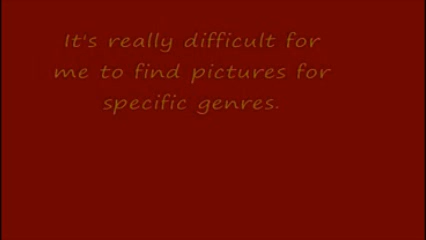 It's really difficult for
me to find pictures for
specific genres.